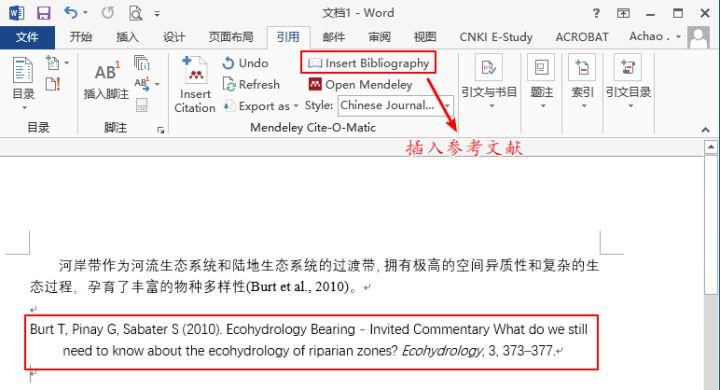 文档1 - Word
文件 开始 插入 设计 页面布局 引用 邮件 审阅 视图 CNKI E-Study ACROBAT Achao .
目录
AB¹
插入脚注
AB
Insert Citation
Undo
Refresh
Export as
Insert Bibliography
Open Mendeley
Style: Chinese Journal...
引文与书目
题注
索引
引文目录
目录 脚注 Mendeley Cite-O-Matic
插入参考文献
河岸带作为河流生态系统和陆地生态系统的过渡带,拥有极高的空间异质性和复杂的生
态过程，孕育了丰富的物种多样性(Burt et al., 2010)。
Burt T, Pinay G, Sabater S (2010). Ecohydrology Bearing - Invited Commentary What do we still
need to know about the ecohydrology of riparian zones? Ecohydrology, 3, 373–377.